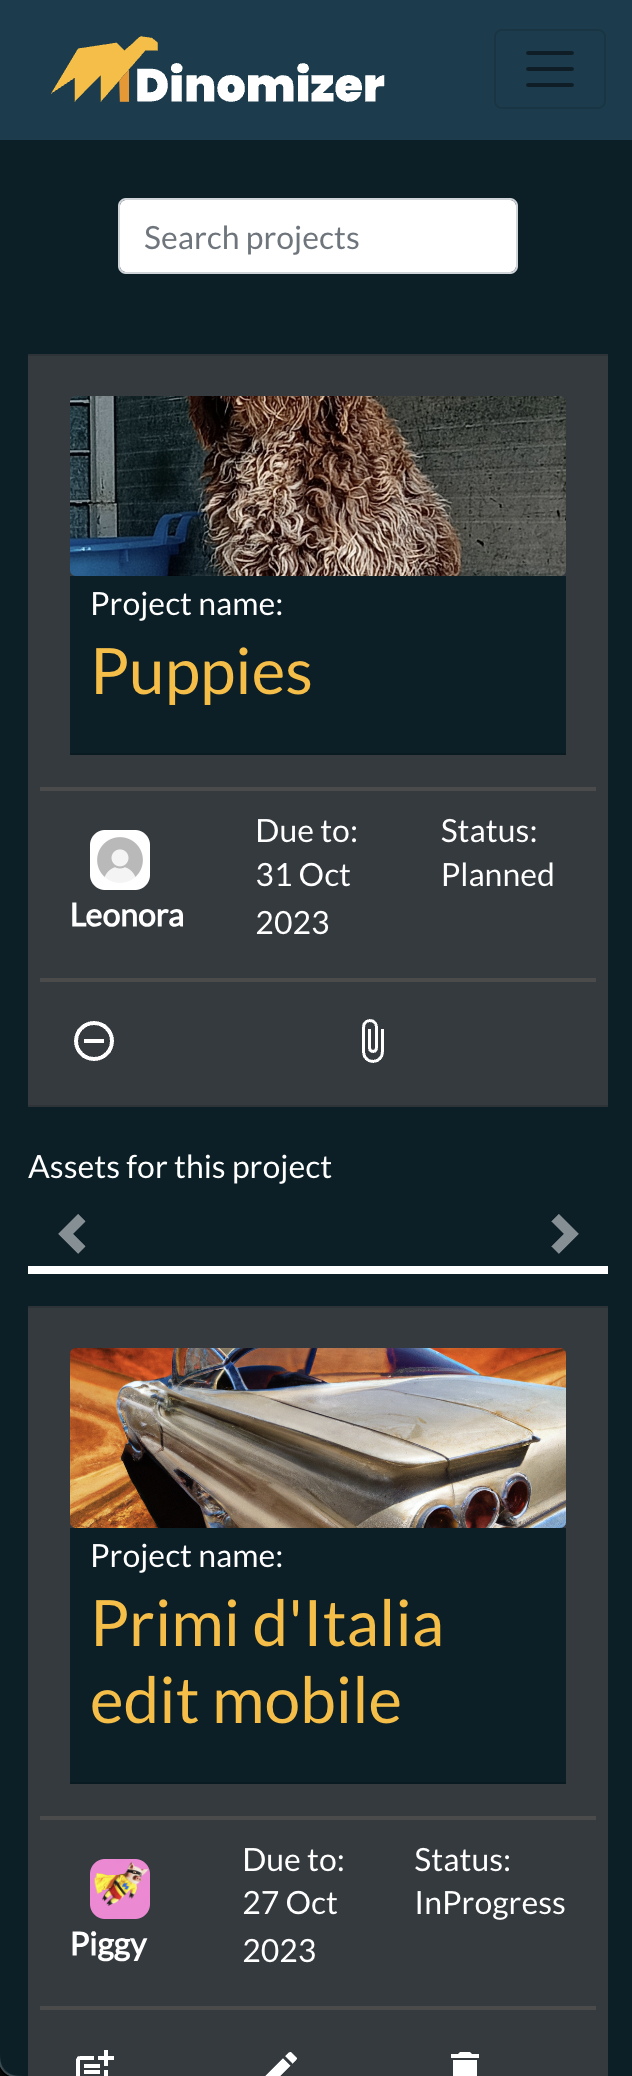 Dinomizer
Search projects
Project name:
Puppies
Due to:
31 Oct
2023
Status:
Planned
Leonora
Assets for this project
Project name:
Primi d'Italia
edit mobile
Due to:
27 Oct
2023
Status:
InProgress
Piggy